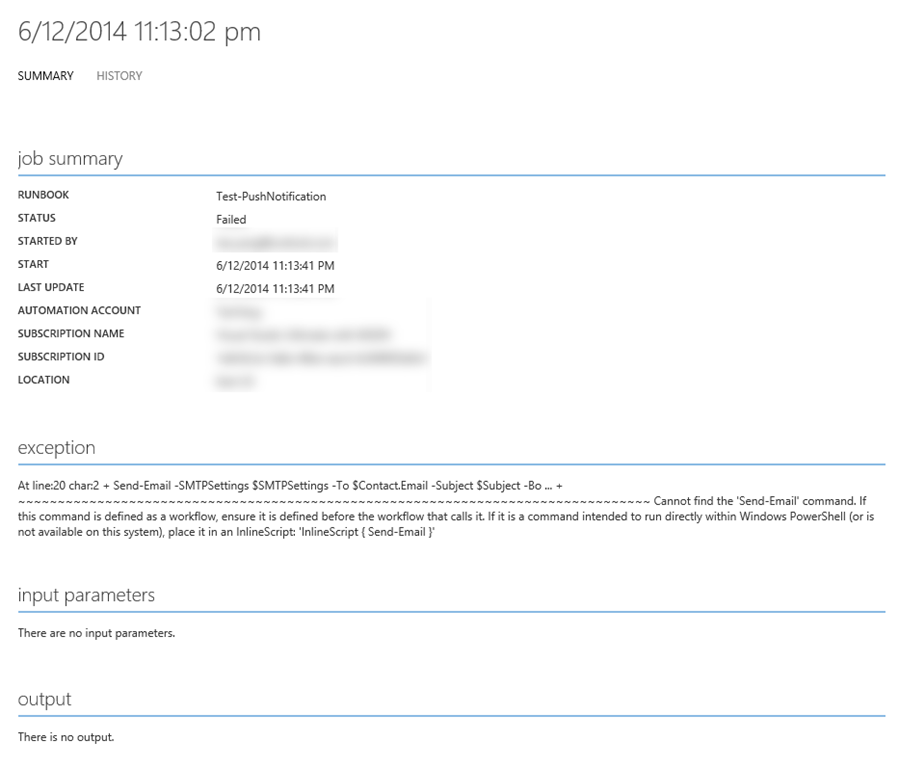 6/12/2014 11:13:02 pm
SUMMARY HISTORY
job summary
RUNBOOK Test-PushNotification
STATUS Failed
STARTED BY
START 6/12/2014 11:13:41 PM
LAST UPDATE 6/12/2014 11:13:41 PM
AUTOMATION ACCOUNT
SUBSCRIPTION NAME
SUBSCRIPTION ID
LOCATION
exception
At line:20 char:2 + Send-Email -SMTPSettings $SMTPSettings -To $Contact.Email -Subject $Subject -Bo ... +
~~~~~~~~~~~~~~~~~~~~~~~~~~~~~~~~~~~~~~~~~~~~~~~~~~~~~~~~~~~~~~~~~~~~~~~~~~~~~~~ Cannot find the 'Send-Email' command. If
this command is defined as a workflow, ensure it is defined before the workflow that calls it. If it is a command intended to run directly within Windows PowerShell (or is
not available on this system), place it in an InlineScript: 'InlineScript { Send-Email }'
input parameters
There are no input parameters.
output
There is no output.